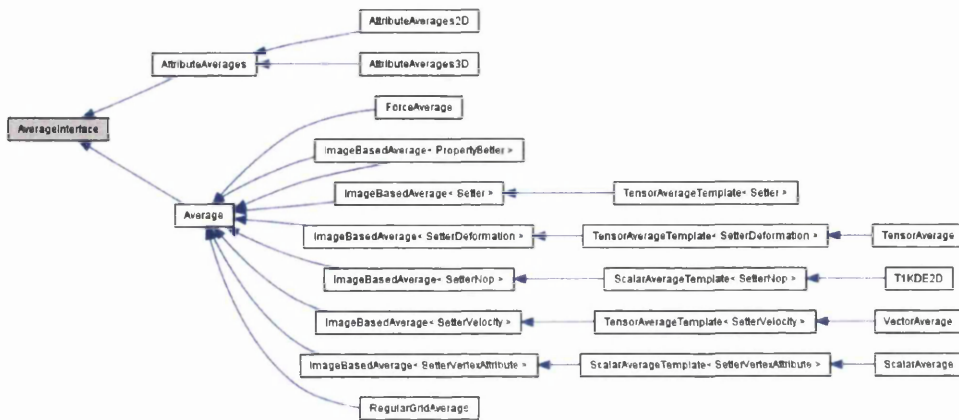 AttributeAverages2D
AttributeAverages
AttributeAverages3D
ForceAverage
AverageInterface
ImageBasedAverage< PropertySetter >
ImageBasedAverage< Setter >
TensorAverageTemplate< Setter >
Average
ImageBasedAverage< SetterDeformation >
TensorAverageTemplate< SetterDeformation >
TensorAverage
ImageBasedAverage< SetterNop >
ScalarAverageTemplate< SetterNop >
T1KDE2D
ImageBasedAverage< SetterVelocity >
TensorAverageTemplate< SetterVelocity >
VectorAverage
ImageBasedAverage< SetterVertexAttribute >
ScalarAverageTemplate< SetterVertexAttribute >
ScalarAverage
RegularGridAverage